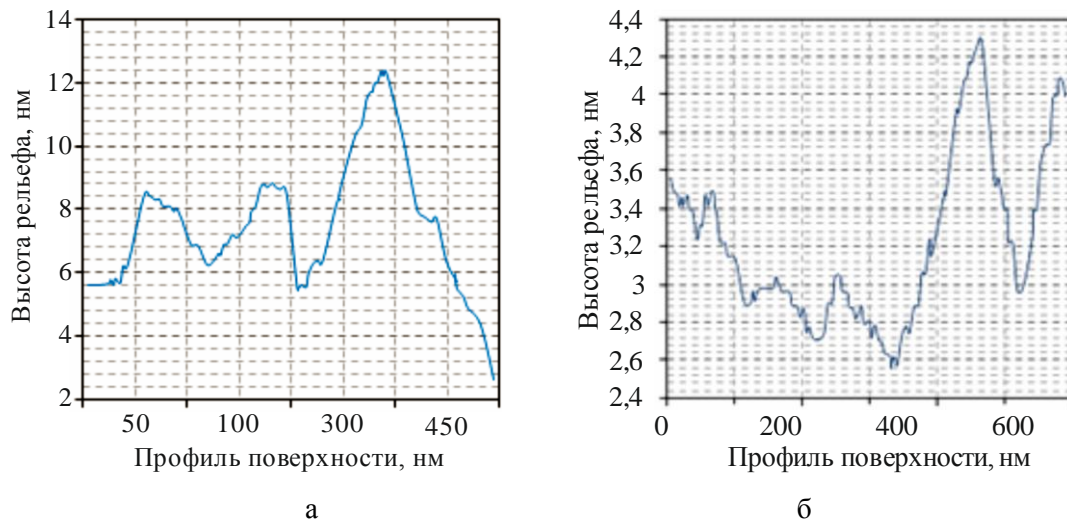 Высота рельефа, нм
14
12
10
8
6
4
2
50 100 300 450
Профиль поверхности, нм
а
Высота рельефа, нм
4,4
4,2
4
3,8
3,6
3,4
3,2
3
2,8
2,6
2,4
0 200 400 600
Профиль поверхности, нм
б